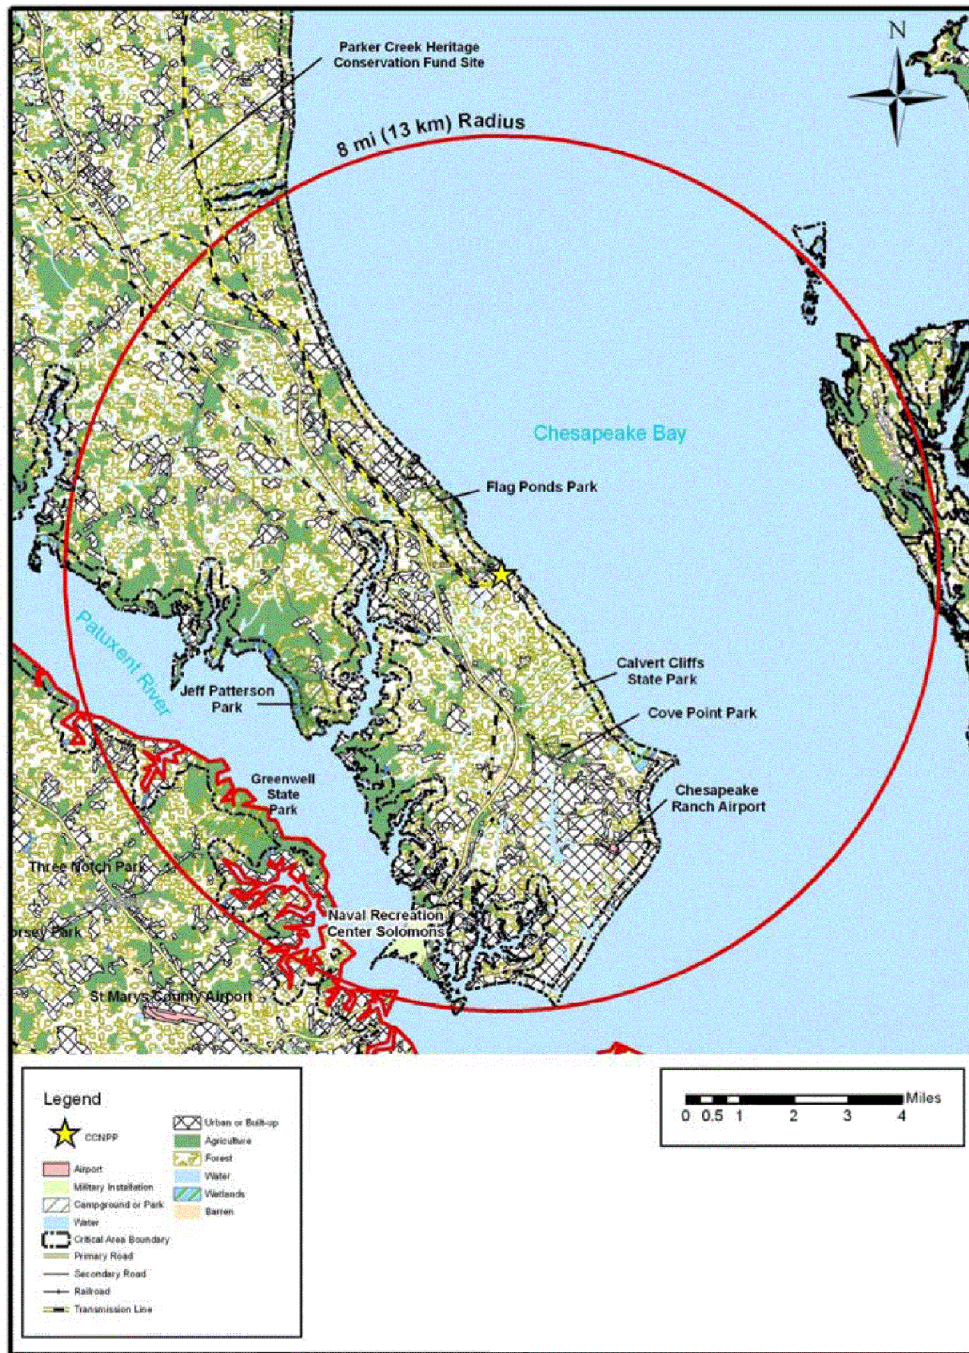 N
Parker Creek Heritage
Conservation Fund Site
8 mi (13 km) Radius
Chesapeake Bay
Flag Ponds Park
Patuxent River
Calvert Cliffs
State Park
Jeff Patterson
Park
Cove Point Park
Greenwell
State
Park
Chesapeake
Ranch Airport
Three Notch Park
orsey Park
Naval Recreation
Center Solomons
St Marys County Airport
Legend
CCNPP
Airport
Military Installation
Campground or Park
Water
Critical Area Boundary
Primary Road
Secondary Road
Railroad
Transmission Line
Urban or Built-up
Agriculture
Forest
Water
Wetlands
Barren
Miles
0 0.5 1 2 3 4